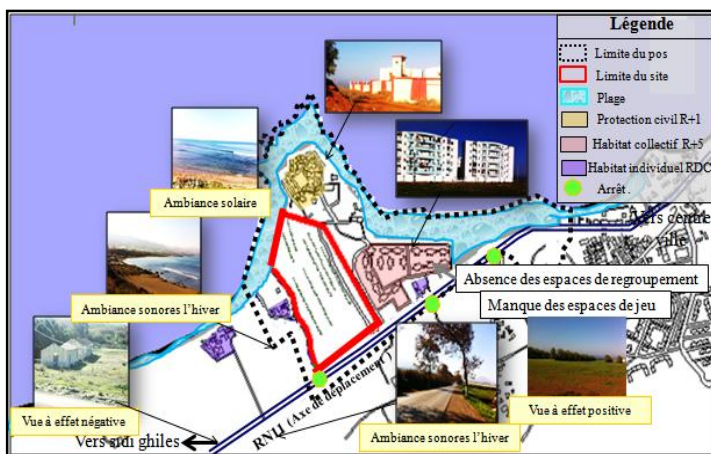 Légende
Limite du pos
Limite du site
Plage
Protection civil R+1
Habitat collectif R+5
Habitat individuel RDC
Arrêt .
Ambiance solaire
Vers centre
ville
Absence des espaces de regroupement
Manque des espaces de jeu
Ambiance sonores l'hiver
Vue à effet négative
Vers sidi ghiles
RN11 (Axe de déplacement )
Ambiance sonores l'hiver
Vue à effet positive